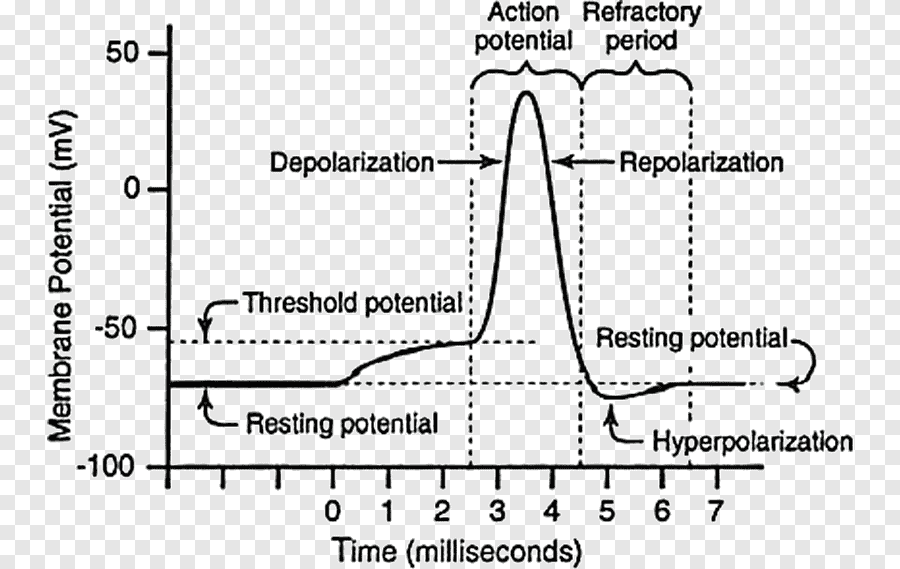 Action
potential
Refractory
period
50
Depolarization
Repolarization
0
Membrane Potential (mV)
Threshold potential
-50
Resting potential
Resting potential
Hyperpolarization
-100
0 1 2 3 4 5 6 7
Time (milliseconds)